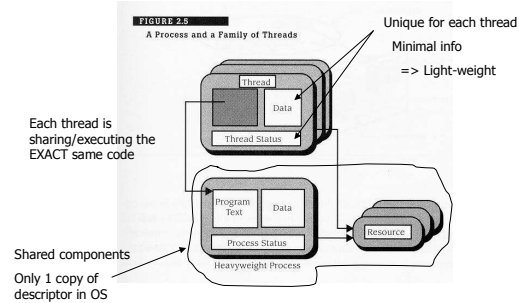 FIGURE 2.5
A Process and a Family of Threads
Unique for each thread
Minimal info
=> Light-weight
Thread
Data
Thread Status
Each thread is
sharing/executing the
EXACT same code
Program
Text
Data
Process Status
Resource
Heavyweight Process
Shared components
Only 1 copy of
descriptor in OS